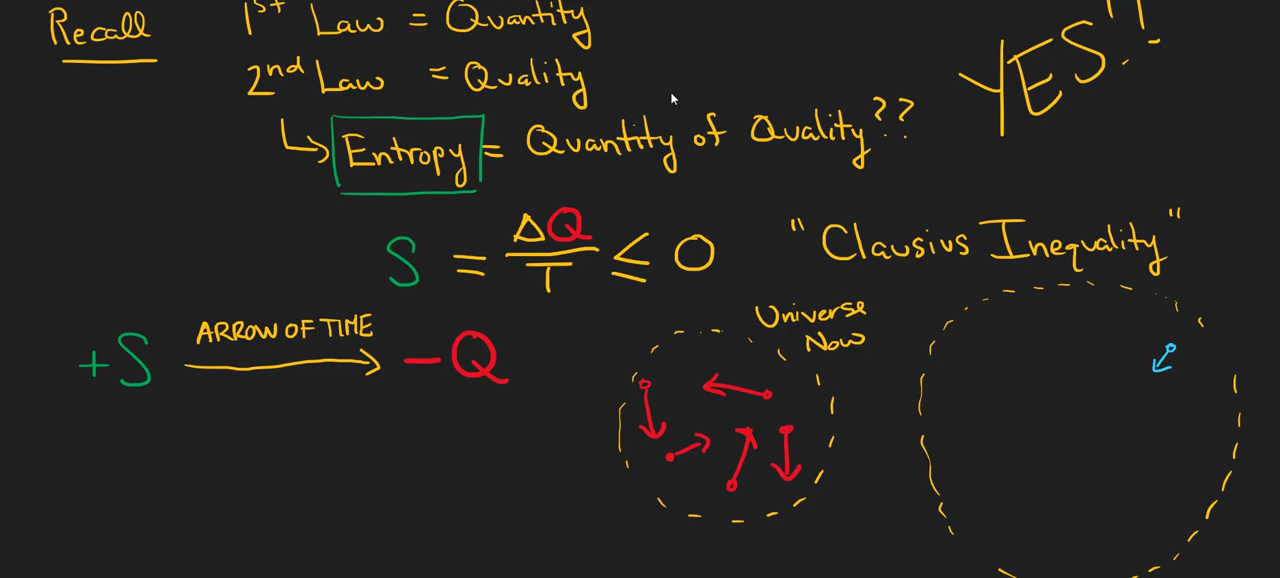 Recall
1st Law = Quantity
2nd Law = Quality
YES!!
↳ Entropy = Quantity of Quality??
S = ΔQ/T ≤ 0 "Clausius Inequality"
+S ARROW OF TIME → -Q
Universe
Now